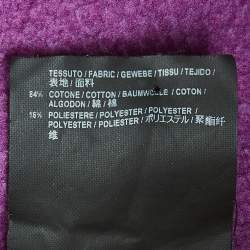 TESSUTO / FABRIC / GEWEBE / TISSU / TEJIDO /
表地 / 面料
84% COTONE / COTTON / BAUMWOLLE / COTON /
ALGODON / 綿 / 棉
16% POLIESTERE / POLYESTER / POLYESTER /
POLYESTER / POLIESTER / ポリエステル / 聚酯纤
维